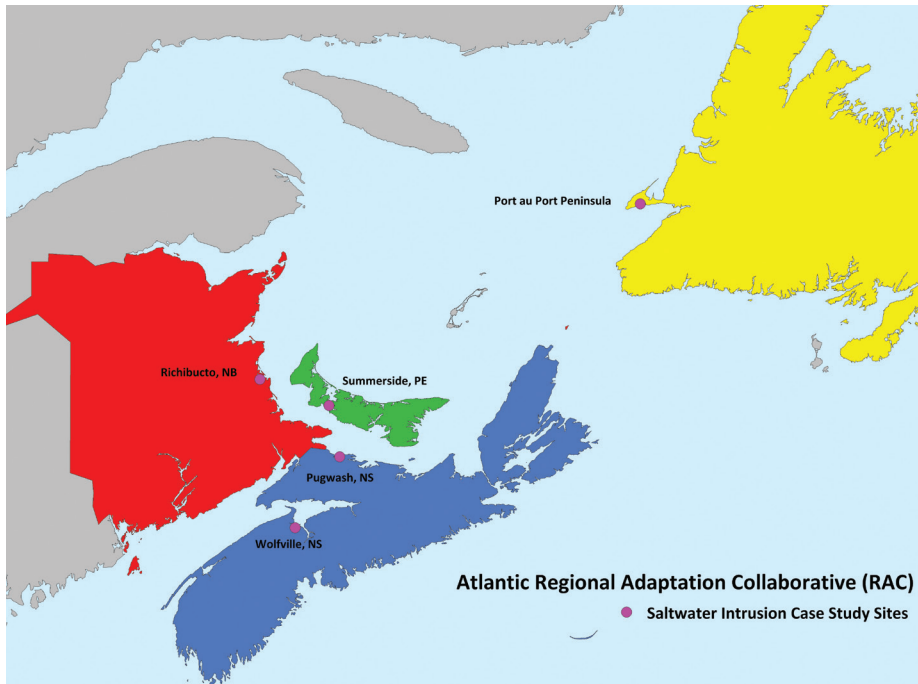 Port au Port Peninsula
Richibucto, NB
Summerside, PE
Pugwash, NS
Wolfville, NS
Atlantic Regional Adaptation Collaborative (RAC)
Saltwater Intrusion Case Study Sites